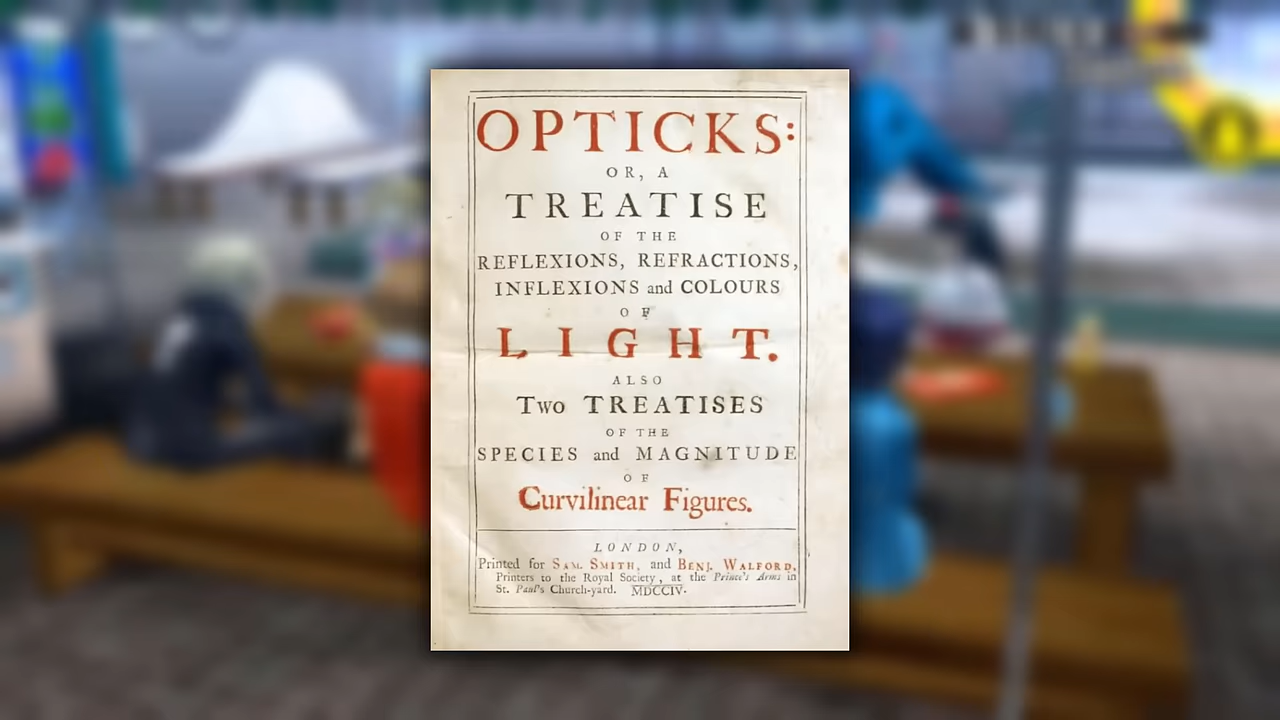 OPTICKS:
OR, A
TREATISE
OF THE
REFLEXIONS, REFRACTIONS,
INFLEXIONS and COLOURS
OF
LIGHT.
ALSO
Two TREATISES
OF THE
SPECIES and MAGNITUDE
OF
Curvilinear Figures.
LONDON,
Printed for SAM. SMITH, and BENJ. WALFORD,
Printers to the Royal Society, at the Prince's Arms in
St. Paul's Church-yard. MDCCIV.